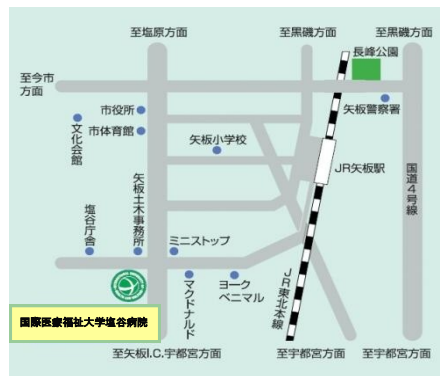 至塩原方面
至黒磯方面
至黒磯方面
長峰公園
至今市
方面
市役所
矢板警察署
文化会館
市体育館
矢板小学校
JR矢板駅
国道4号線
塩谷庁舎
矢板土木事務所
ミニストップ
マクドナルド
ヨーク
ベニマル
JR東北本線
国際医療福祉大学塩谷病院
至矢板I.C.宇都宮方面
至宇都宮方面
至宇都宮方面